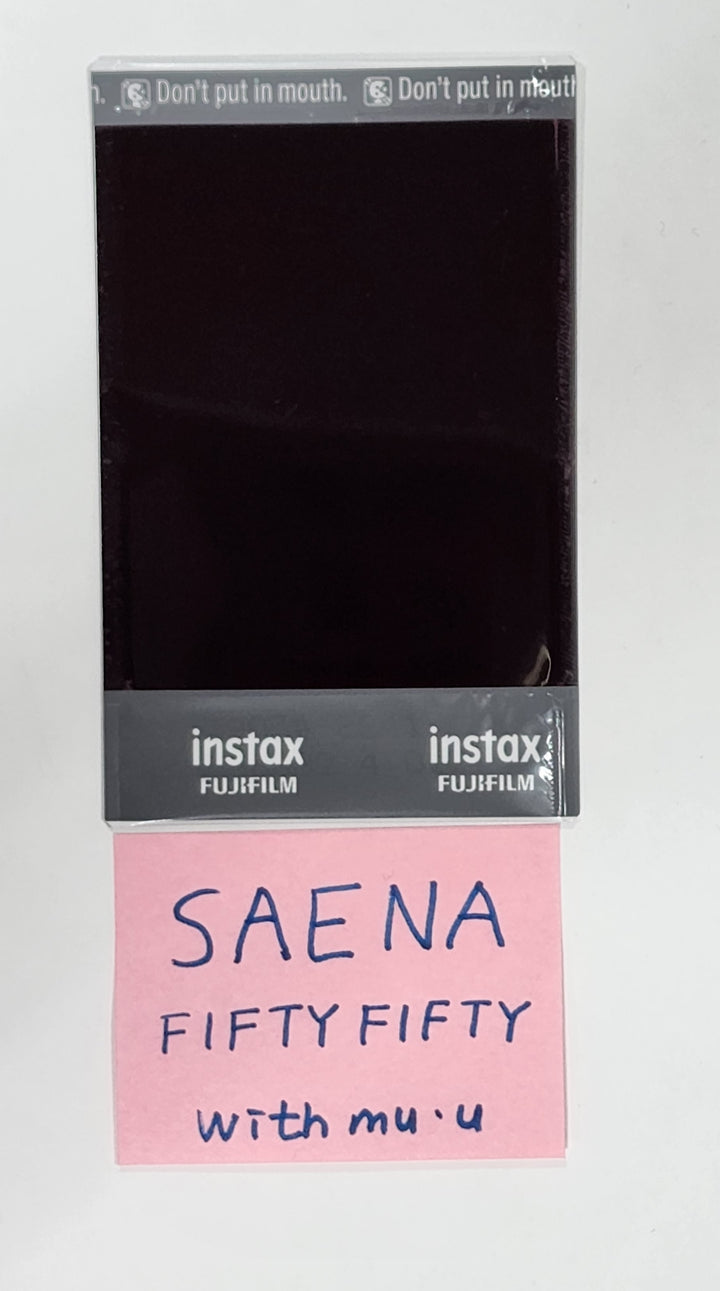 h. Don't put in mouth. Don't put in mouth
instax instax
FUJIFILM FUJIFILM
SAENA
FIFTY FIFTY
with mu·u